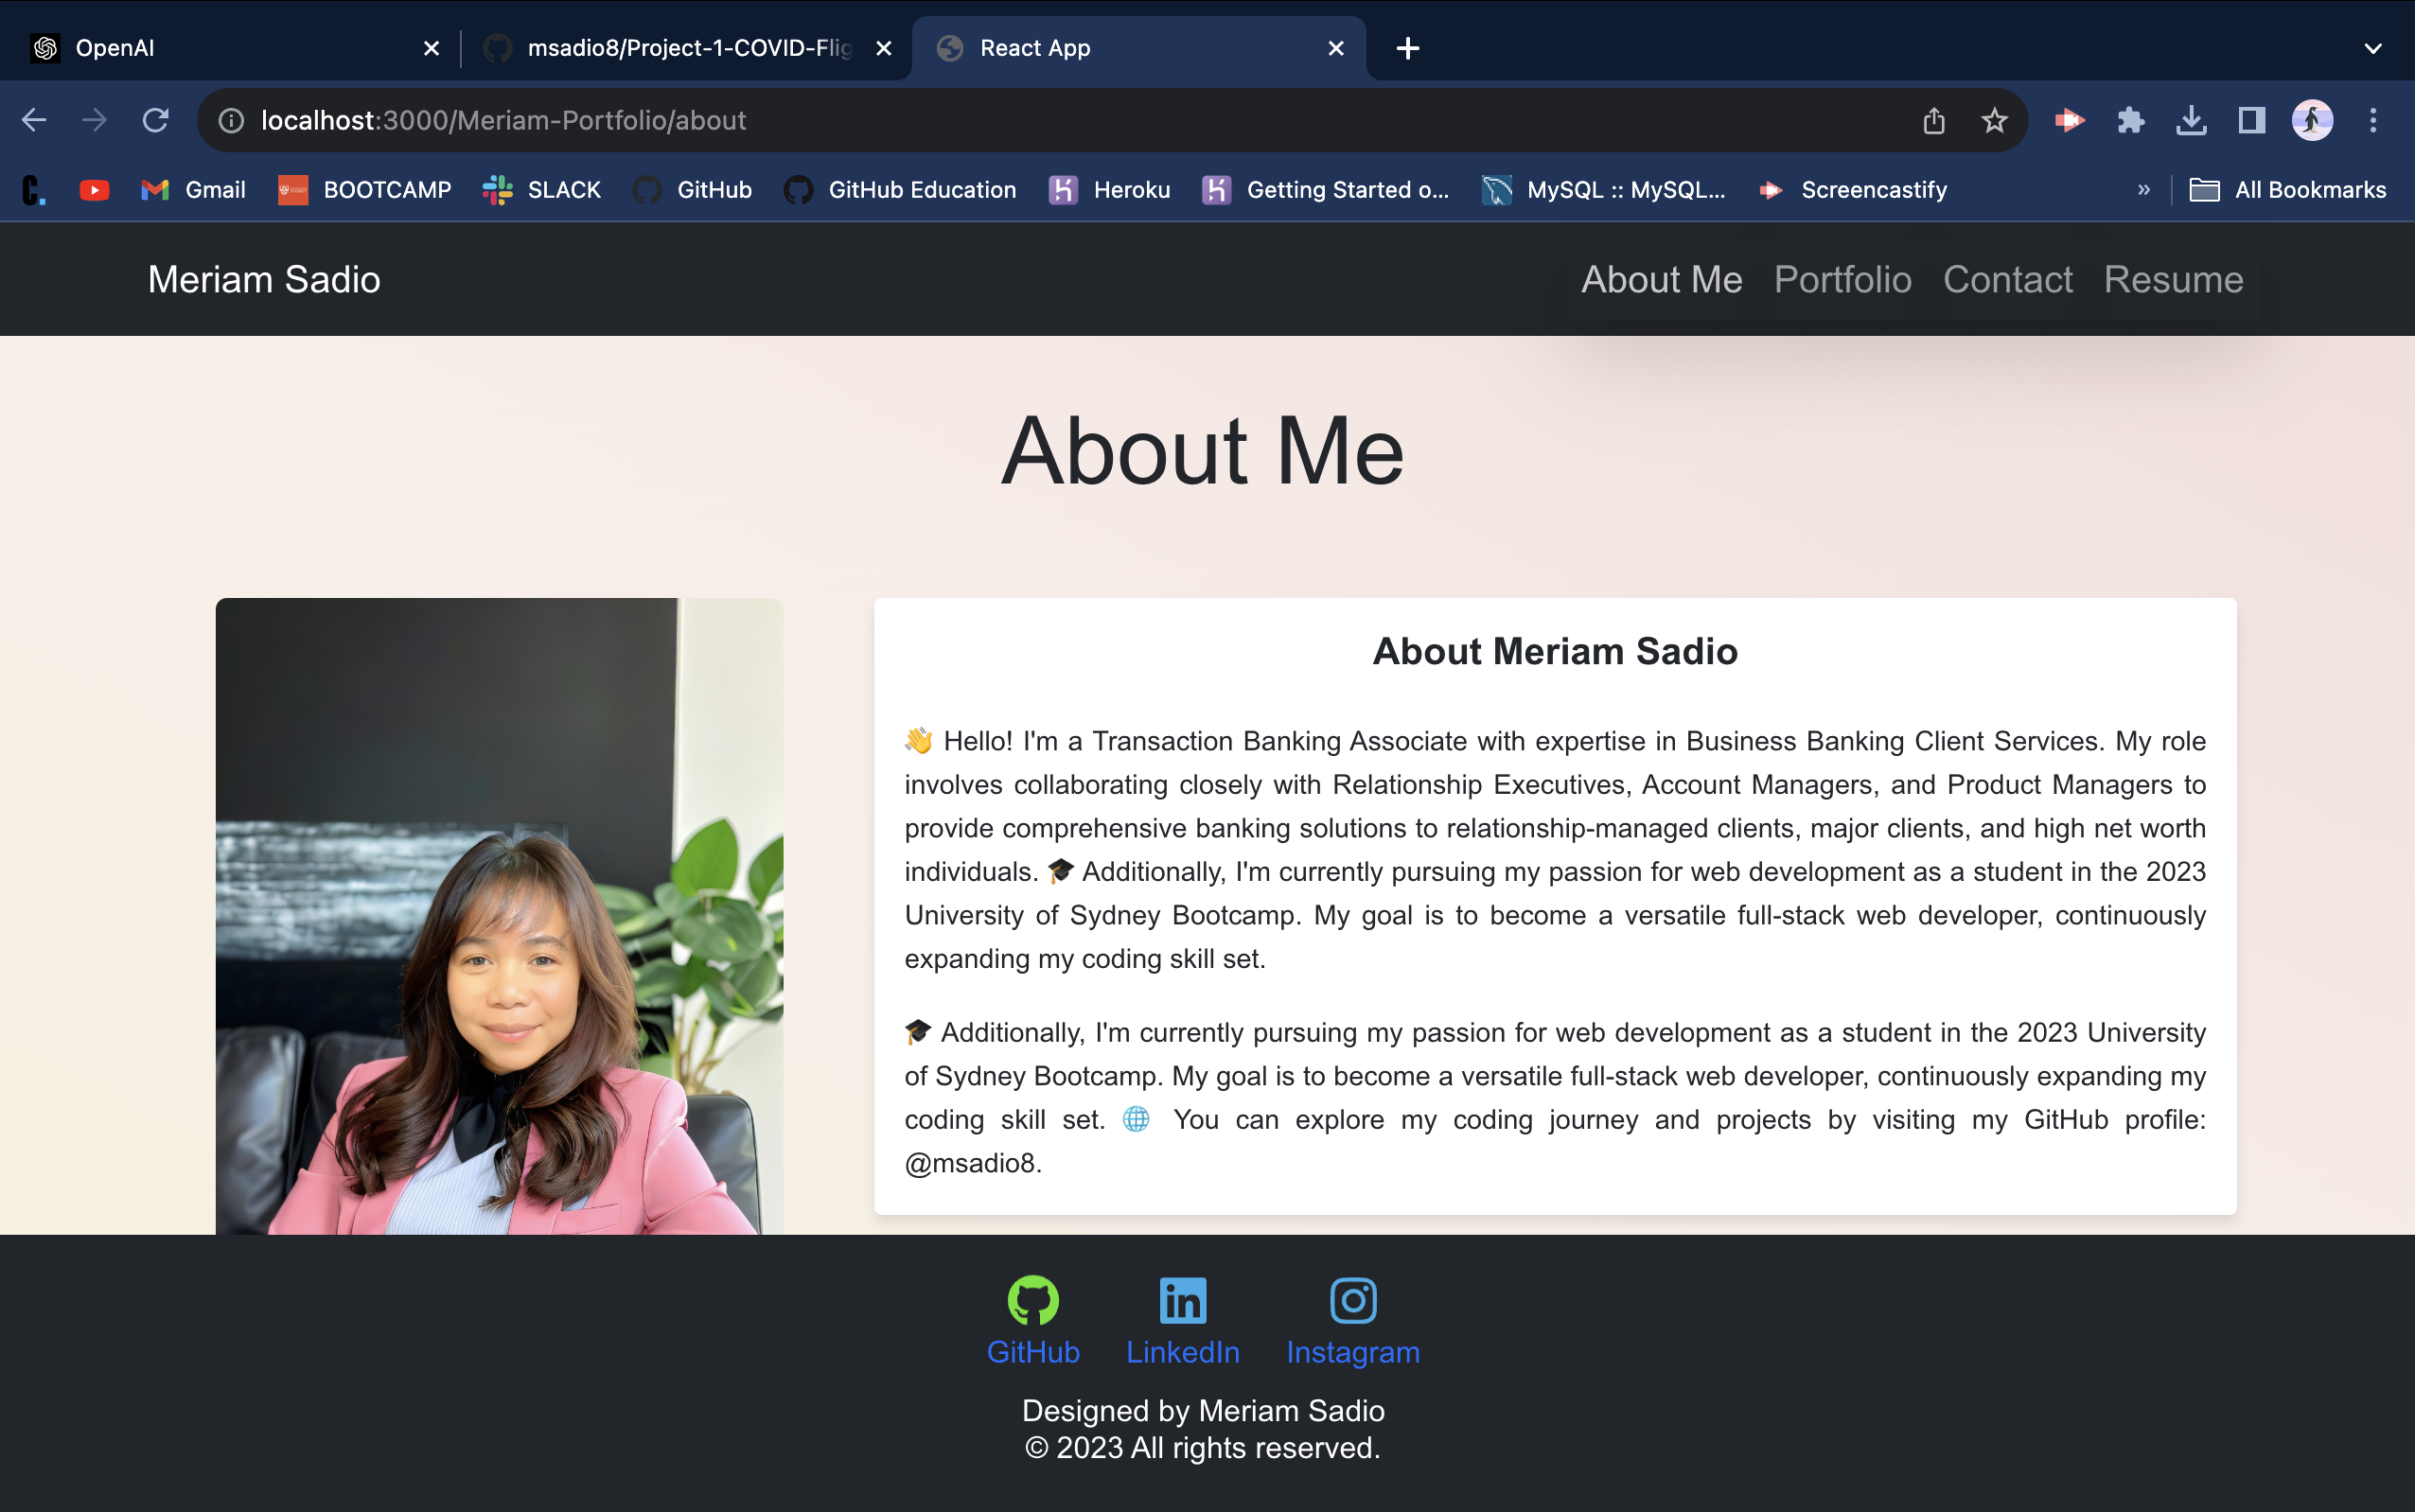 OpenAI
msadio8/Project-1-COVID-Flig
React App
localhost:3000/Meriam-Portfolio/about
C.
Gmail
BOOTCAMP
SLACK
GitHub
GitHub Education
Heroku
Getting Started o...
MySQL :: MySQL...
Screencastify
»
All Bookmarks
Meriam Sadio
About Me
Portfolio
Contact
Resume
About Me
About Meriam Sadio
👋 Hello! I'm a Transaction Banking Associate with expertise in Business Banking Client Services. My role
involves collaborating closely with Relationship Executives, Account Managers, and Product Managers to
provide comprehensive banking solutions to relationship-managed clients, major clients, and high net worth
individuals. 🎓 Additionally, I'm currently pursuing my passion for web development as a student in the 2023
University of Sydney Bootcamp. My goal is to become a versatile full-stack web developer, continuously
expanding my coding skill set.
🎓 Additionally, I'm currently pursuing my passion for web development as a student in the 2023 University
of Sydney Bootcamp. My goal is to become a versatile full-stack web developer, continuously expanding my
coding skill set. 🌐 You can explore my coding journey and projects by visiting my GitHub profile:
@msadio8.
GitHub
LinkedIn
Instagram
Designed by Meriam Sadio
© 2023 All rights reserved.